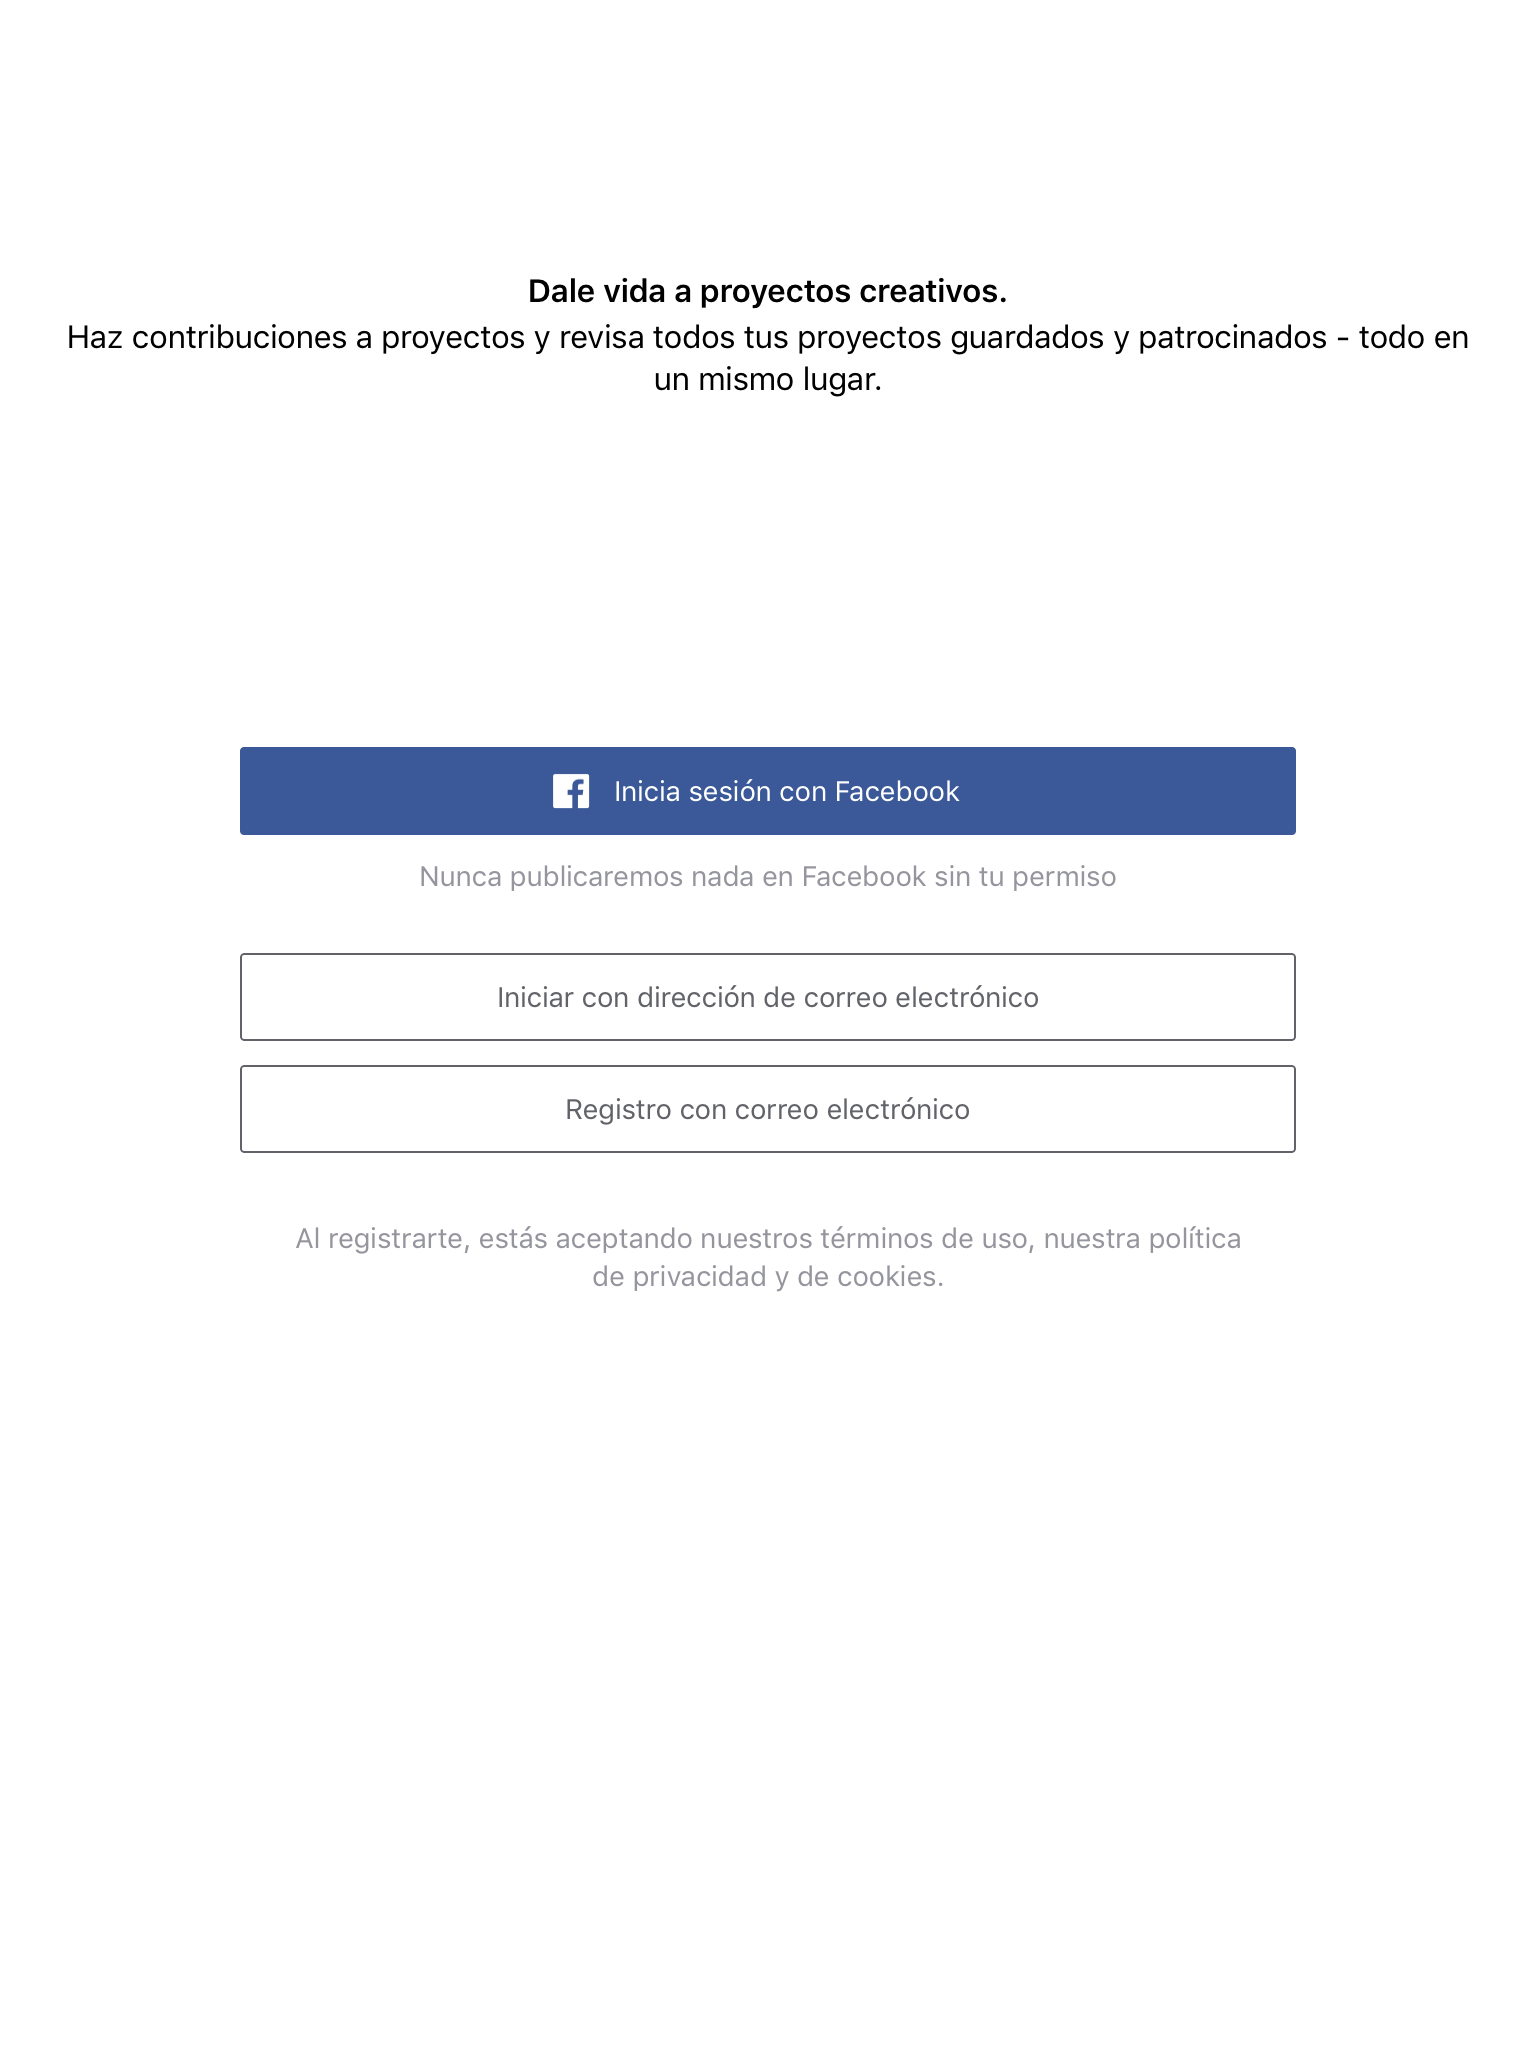 Dale vida a proyectos creativos.
Haz contribuciones a proyectos y revisa todos tus proyectos guardados y patrocinados - todo en
un mismo lugar.
Inicia sesión con Facebook
Nunca publicaremos nada en Facebook sin tu permiso
Iniciar con dirección de correo electrónico
Registro con correo electrónico
Al registrarte, estás aceptando nuestros términos de uso, nuestra política
de privacidad y de cookies.